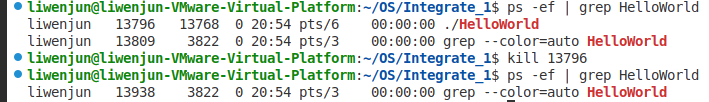 liwenjun@liwenjun-VMware-Virtual-Platform:~/OS/Integrate_1$ ps -ef | grep HelloWorld
liwenjun   13796   13768  0 20:54 pts/6    00:00:00 ./HelloWorld
liwenjun   13809    3822  0 20:54 pts/3    00:00:00 grep --color=auto HelloWorld
liwenjun@liwenjun-VMware-Virtual-Platform:~/OS/Integrate_1$ kill 13796
liwenjun@liwenjun-VMware-Virtual-Platform:~/OS/Integrate_1$ ps -ef | grep HelloWorld
liwenjun   13938    3822  0 20:54 pts/3    00:00:00 grep --color=auto HelloWorld